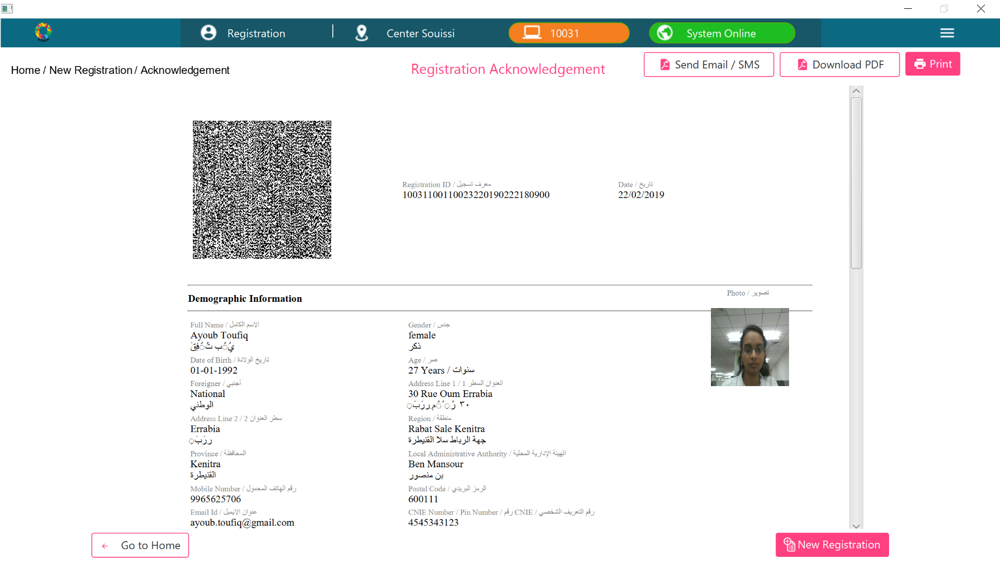 MOSIP
Registration
Center Souissi
10031
System Online
Home / New Registration / Acknowledgement
Registration Acknowledgement
Send Email / SMS
Download PDF
Print
Registration ID / معرف تسجيل
10031100110023220190222180900
Date / تاريخ
22/02/2019
Demographic Information
Photo / تصوير
Full Name / الاسم الكامل
Ayoub Toufiq
Gender / جنس
female
ذكر
Date of Birth / تاريخ الولادة
01-01-1992
Age / عمر
27 Years / سنوات
Foreigner / أجنبي
National
الوطني
Address Line 1 / العنوان السطر 1
30 Rue Oum Errabia
Address Line 2 / سطر العنوان 2
Errabia
Region / منطقة
Rabat Sale Kenitra
جهة الرباط سلا القنيطرة
Province / المحافظة
Kenitra
القنيطرة
Local Administrative Authority / الهيئة الإدارية المحلية
Ben Mansour
بن منصور
Mobile Number / رقم الهاتف المحمول
9965625706
Postal Code / الرمز البريدي
600111
Email Id / عنوان الايميل
ayoub.toufiq@gmail.com
CNIE Number / Pin Number / رقم CNIE / رقم التعريف الشخصي
4545343123
Go to Home
New Registration